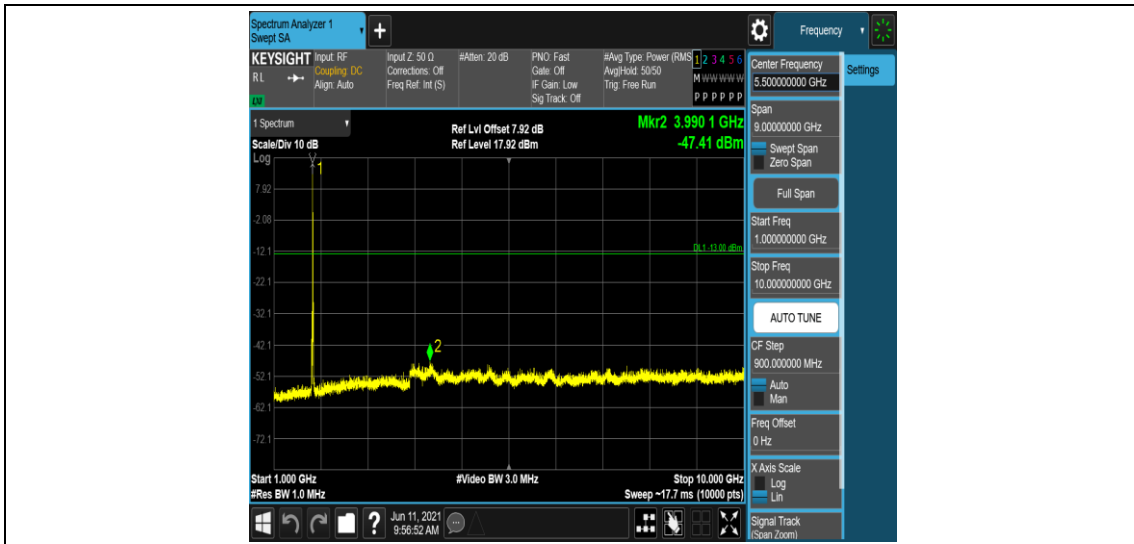 Spectrum Analyzer 1
Swept SA
Frequency
KEYSIGHT
RL
LXI
Input: RF
Coupling: DC
Align: Auto
Input Z: 50 Ω
Corrections: Off
Freq Ref: Int (S)
#Atten: 20 dB
PNO: Fast
Gate: Off
IF Gain: Low
Sig Track: Off
#Avg Type: Power (RMS
Avg|Hold: 50/50
Trig: Free Run
1 2 3 4 5 6
M W W W W W
P P P P P P
Center Frequency
5.500000000 GHz
Settings
Span
9.00000000 GHz
Swept Span
Zero Span
Full Span
Start Freq
1.000000000 GHz
Stop Freq
10.000000000 GHz
AUTO TUNE
CF Step
900.000000 MHz
Auto
Man
Freq Offset
0 Hz
X Axis Scale
Log
Lin
Signal Track
(Span Zoom)
1 Spectrum
Scale/Div 10 dB
Log
Ref Lvl Offset 7.92 dB
Ref Level 17.92 dBm
Mkr2 3.990 1 GHz
-47.41 dBm
1
7.92
-2.08
-12.1
DL1 -13.00 dBm
-22.1
-32.1
-42.1
2
-52.1
-62.1
-72.1
Start 1.000 GHz
#Res BW 1.0 MHz
#Video BW 3.0 MHz
Stop 10.000 GHz
Sweep ~17.7 ms (10000 pts)
?
Jun 11, 2021
9:56:52 AM